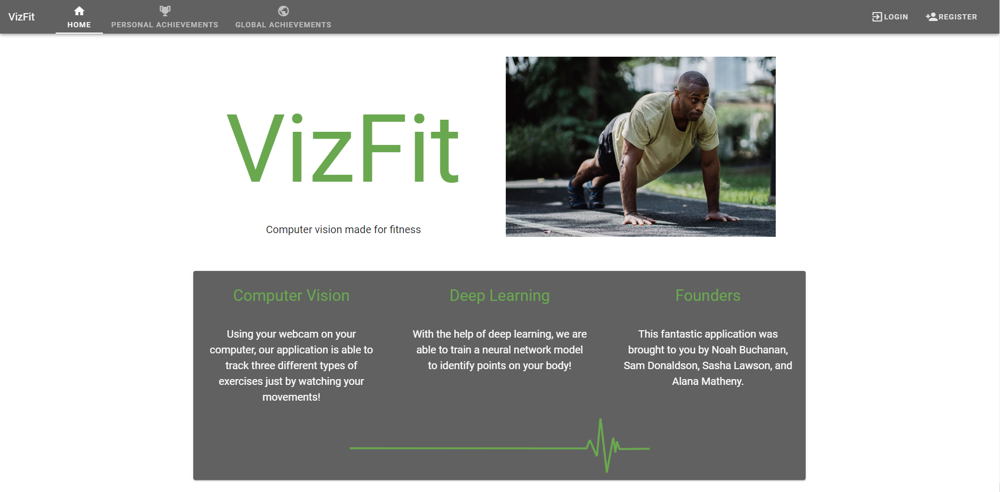 VizFit
HOME
PERSONAL ACHIEVEMENTS
GLOBAL ACHIEVEMENTS
LOGIN
REGISTER
VizFit
Computer vision made for fitness
Computer Vision
Using your webcam on your
computer, our application is able to
track three different types of
exercises just by watching your
movements!
Deep Learning
With the help of deep learning, we are
able to train a neural network model
to identify points on your body!
Founders
This fantastic application was
brought to you by Noah Buchanan,
Sam Donaldson, Sasha Lawson, and
Alana Matheny.